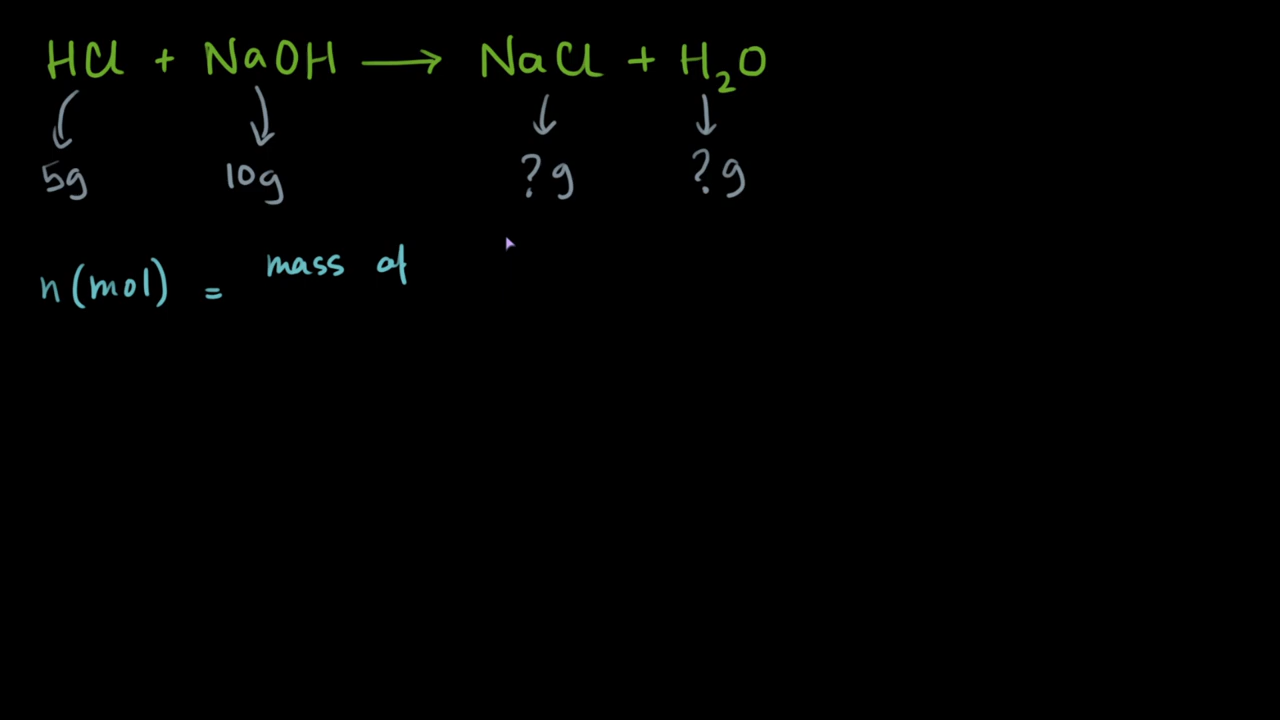 HCl + NaOH ⟶ NaCl + H₂O
5g 10g ?g ?g
n(mol) = mass of